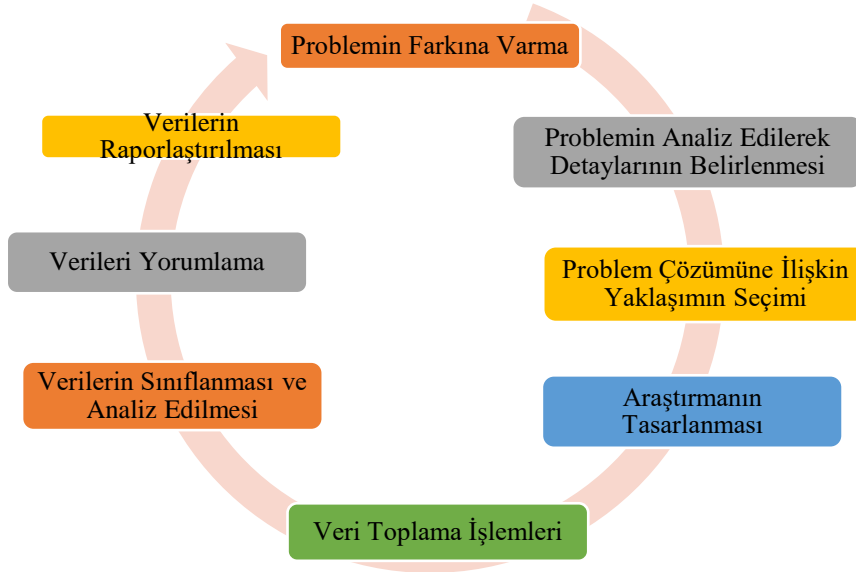 Problemin Farkına Varma
Problemin Analiz Edilerek
Detaylarının Belirlenmesi
Problem Çözümüne İlişkin
Yaklaşımın Seçimi
Araştırmanın
Tasarlanması
Veri Toplama İşlemleri
Verilerin Sınıflanması ve
Analiz Edilmesi
Verileri Yorumlama
Verilerin
Raporlaştırılması